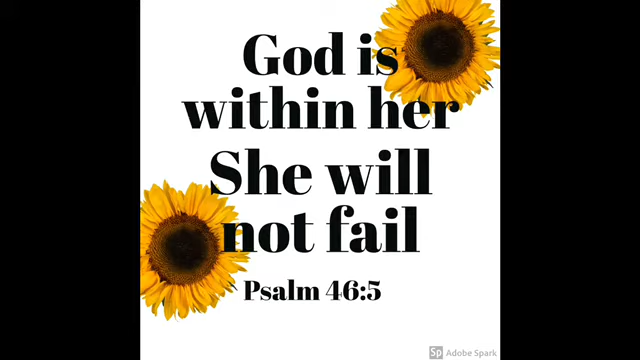 God is
within her
She will
not fail
Psalm 46:5
Sp Adobe Spark